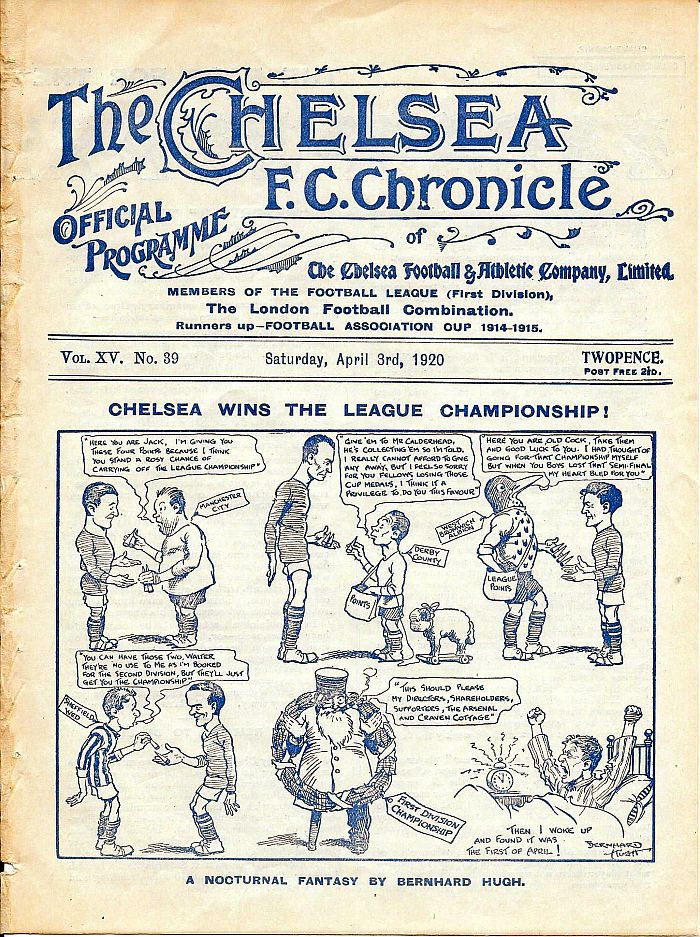 The CHELSEA
F.C. Chronicle
OFFICIAL
PROGRAMME
of
The Chelsea Football & Athletic Company, Limited.
MEMBERS OF THE FOOTBALL LEAGUE (First Division),
The London Football Combination.
Runners up—FOOTBALL ASSOCIATION CUP 1914-1915.
VOL. XV. No. 39
Saturday, April 3rd, 1920
TWOPENCE.
POST FREE 2½D.
CHELSEA WINS THE LEAGUE CHAMPIONSHIP!
"HERE YOU ARE JACK, I'M GIVING YOU
THESE FOUR POINTS BECAUSE I THINK
YOU STAND A ROSY CHANCE OF
CARRYING OFF THE LEAGUE CHAMPIONSHIP"
MANCHESTER
CITY
"GIVE 'EM TO MR CALDERHEAD,
HE'S COLLECTING 'EM SO I'M TOLD.
I REALLY CANNOT AFFORD TO GIVE
ANY AWAY, BUT I FEEL SO SORRY
FOR YOU FELLOWS LOSING THOSE
CUP MEDALS, I THINK IT A
PRIVILEGE TO DO YOU THIS FAVOUR"
DERBY
COUNTY
POINTS
"HERE YOU ARE, OLD COCK, TAKE THEM
AND GOOD LUCK TO YOU. I HAD THOUGHT OF
GOING FOR THAT CHAMPIONSHIP MYSELF
BUT WHEN YOU BOYS LOST THAT SEMI-FINAL
MY HEART BLED FOR YOU"
WEST
BROMWICH
ALBION
LEAGUE
POINTS
"YOU CAN HAVE THOSE TWO, WALTER
THEY'RE NO USE TO ME AS I'M BOOKED
FOR THE SECOND DIVISION, BUT THEY'LL JUST
GET YOU THE CHAMPIONSHIP"
SHEFFIELD
WED
"THIS SHOULD PLEASE
MY DIRECTORS, SHAREHOLDERS,
SUPPORTERS, THE ARSENAL
AND CRAVEN COTTAGE"
FIRST DIVISION
CHAMPIONSHIP
THEN I WOKE UP
AND FOUND IT WAS
THE FIRST OF APRIL!
BERNHARD
HUGH
A NOCTURNAL FANTASY BY BERNHARD HUGH.